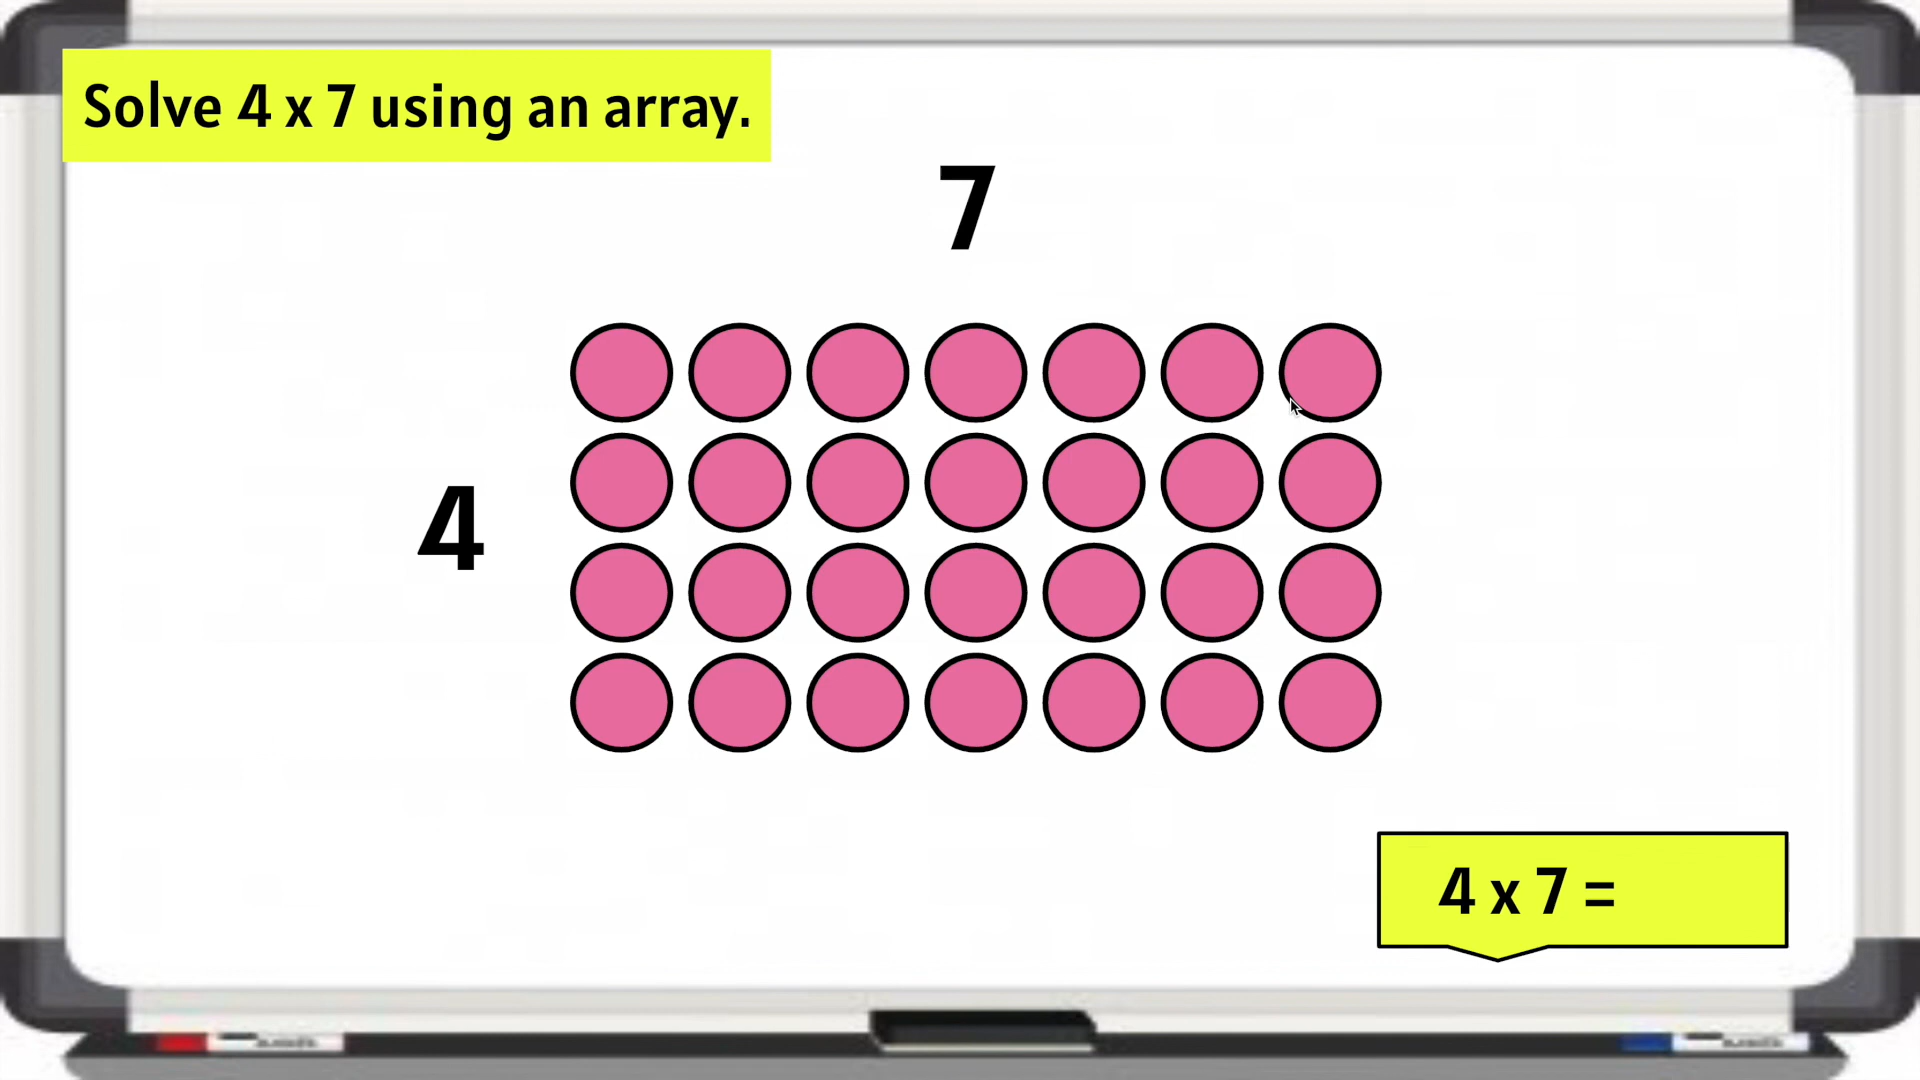 Solve 4 x 7 using an array.
7
4
4 x 7 =